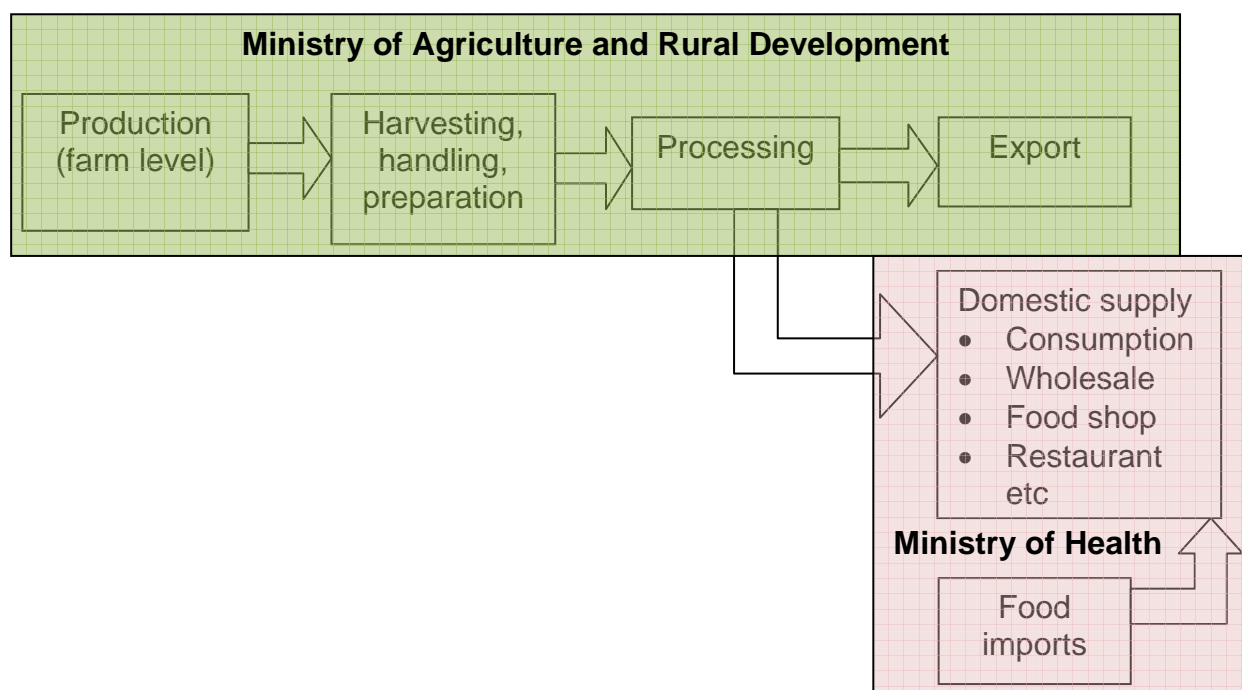 Ministry of Agriculture and Rural Development
Production
(farm level)
Harvesting,
handling,
preparation
Processing
Export
Domestic supply
• Consumption
• Wholesale
• Food shop
• Restaurant
etc
Ministry of Health
Food
imports